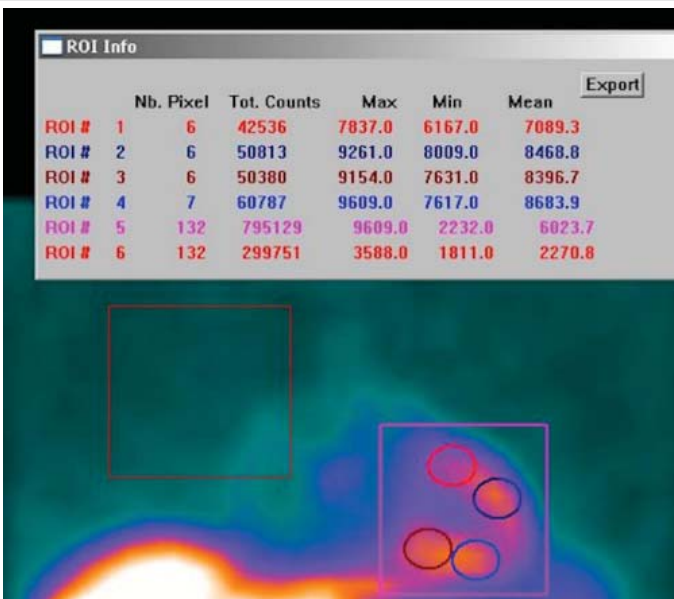 ROI Info
Export
Nb. Pixel Tot. Counts Max Min Mean
ROI # 1 6 42536 7837.0 6167.0 7089.3
ROI # 2 6 50813 9261.0 8009.0 8468.8
ROI # 3 6 50380 9154.0 7631.0 8396.7
ROI # 4 7 60787 9609.0 7617.0 8683.9
ROI # 5 132 795129 9609.0 2232.0 6023.7
ROI # 6 132 299751 3588.0 1811.0 2270.8